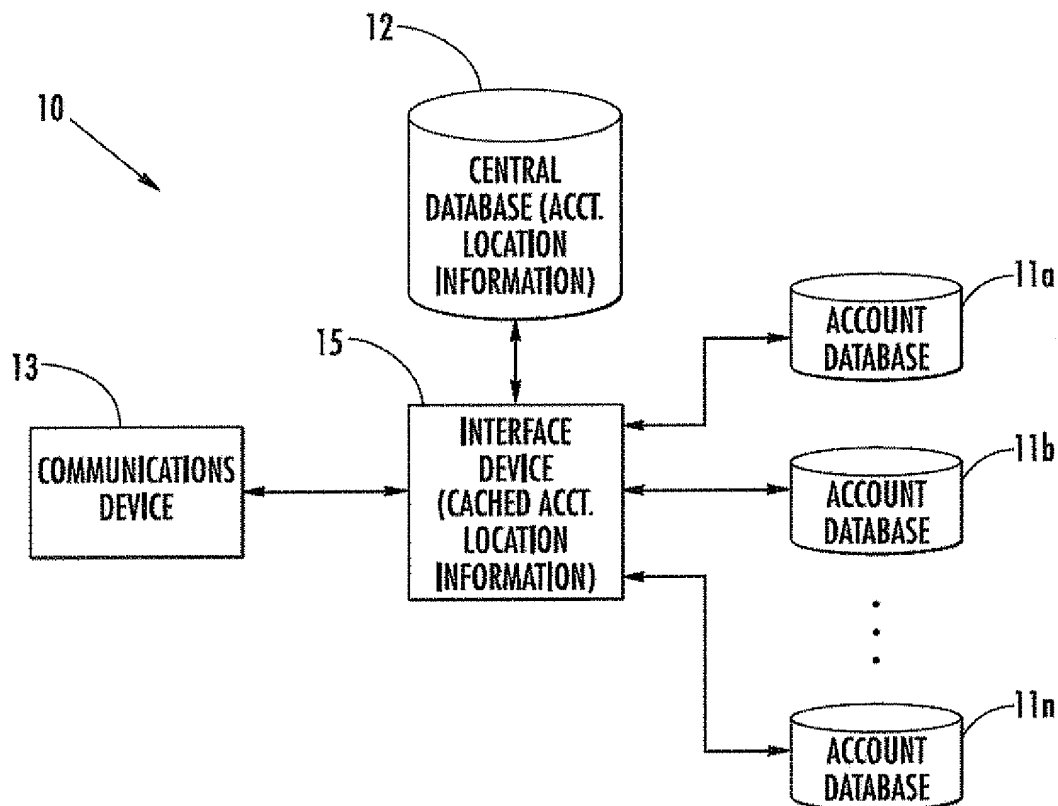 12
10
CENTRAL
DATABASE (ACCT.
LOCATION
INFORMATION)
11a
ACCOUNT
DATABASE
15
13
INTERFACE
DEVICE
(CACHED ACCT.
LOCATION
INFORMATION)
COMMUNICATIONS
DEVICE
11b
ACCOUNT
DATABASE
11n
ACCOUNT
DATABASE